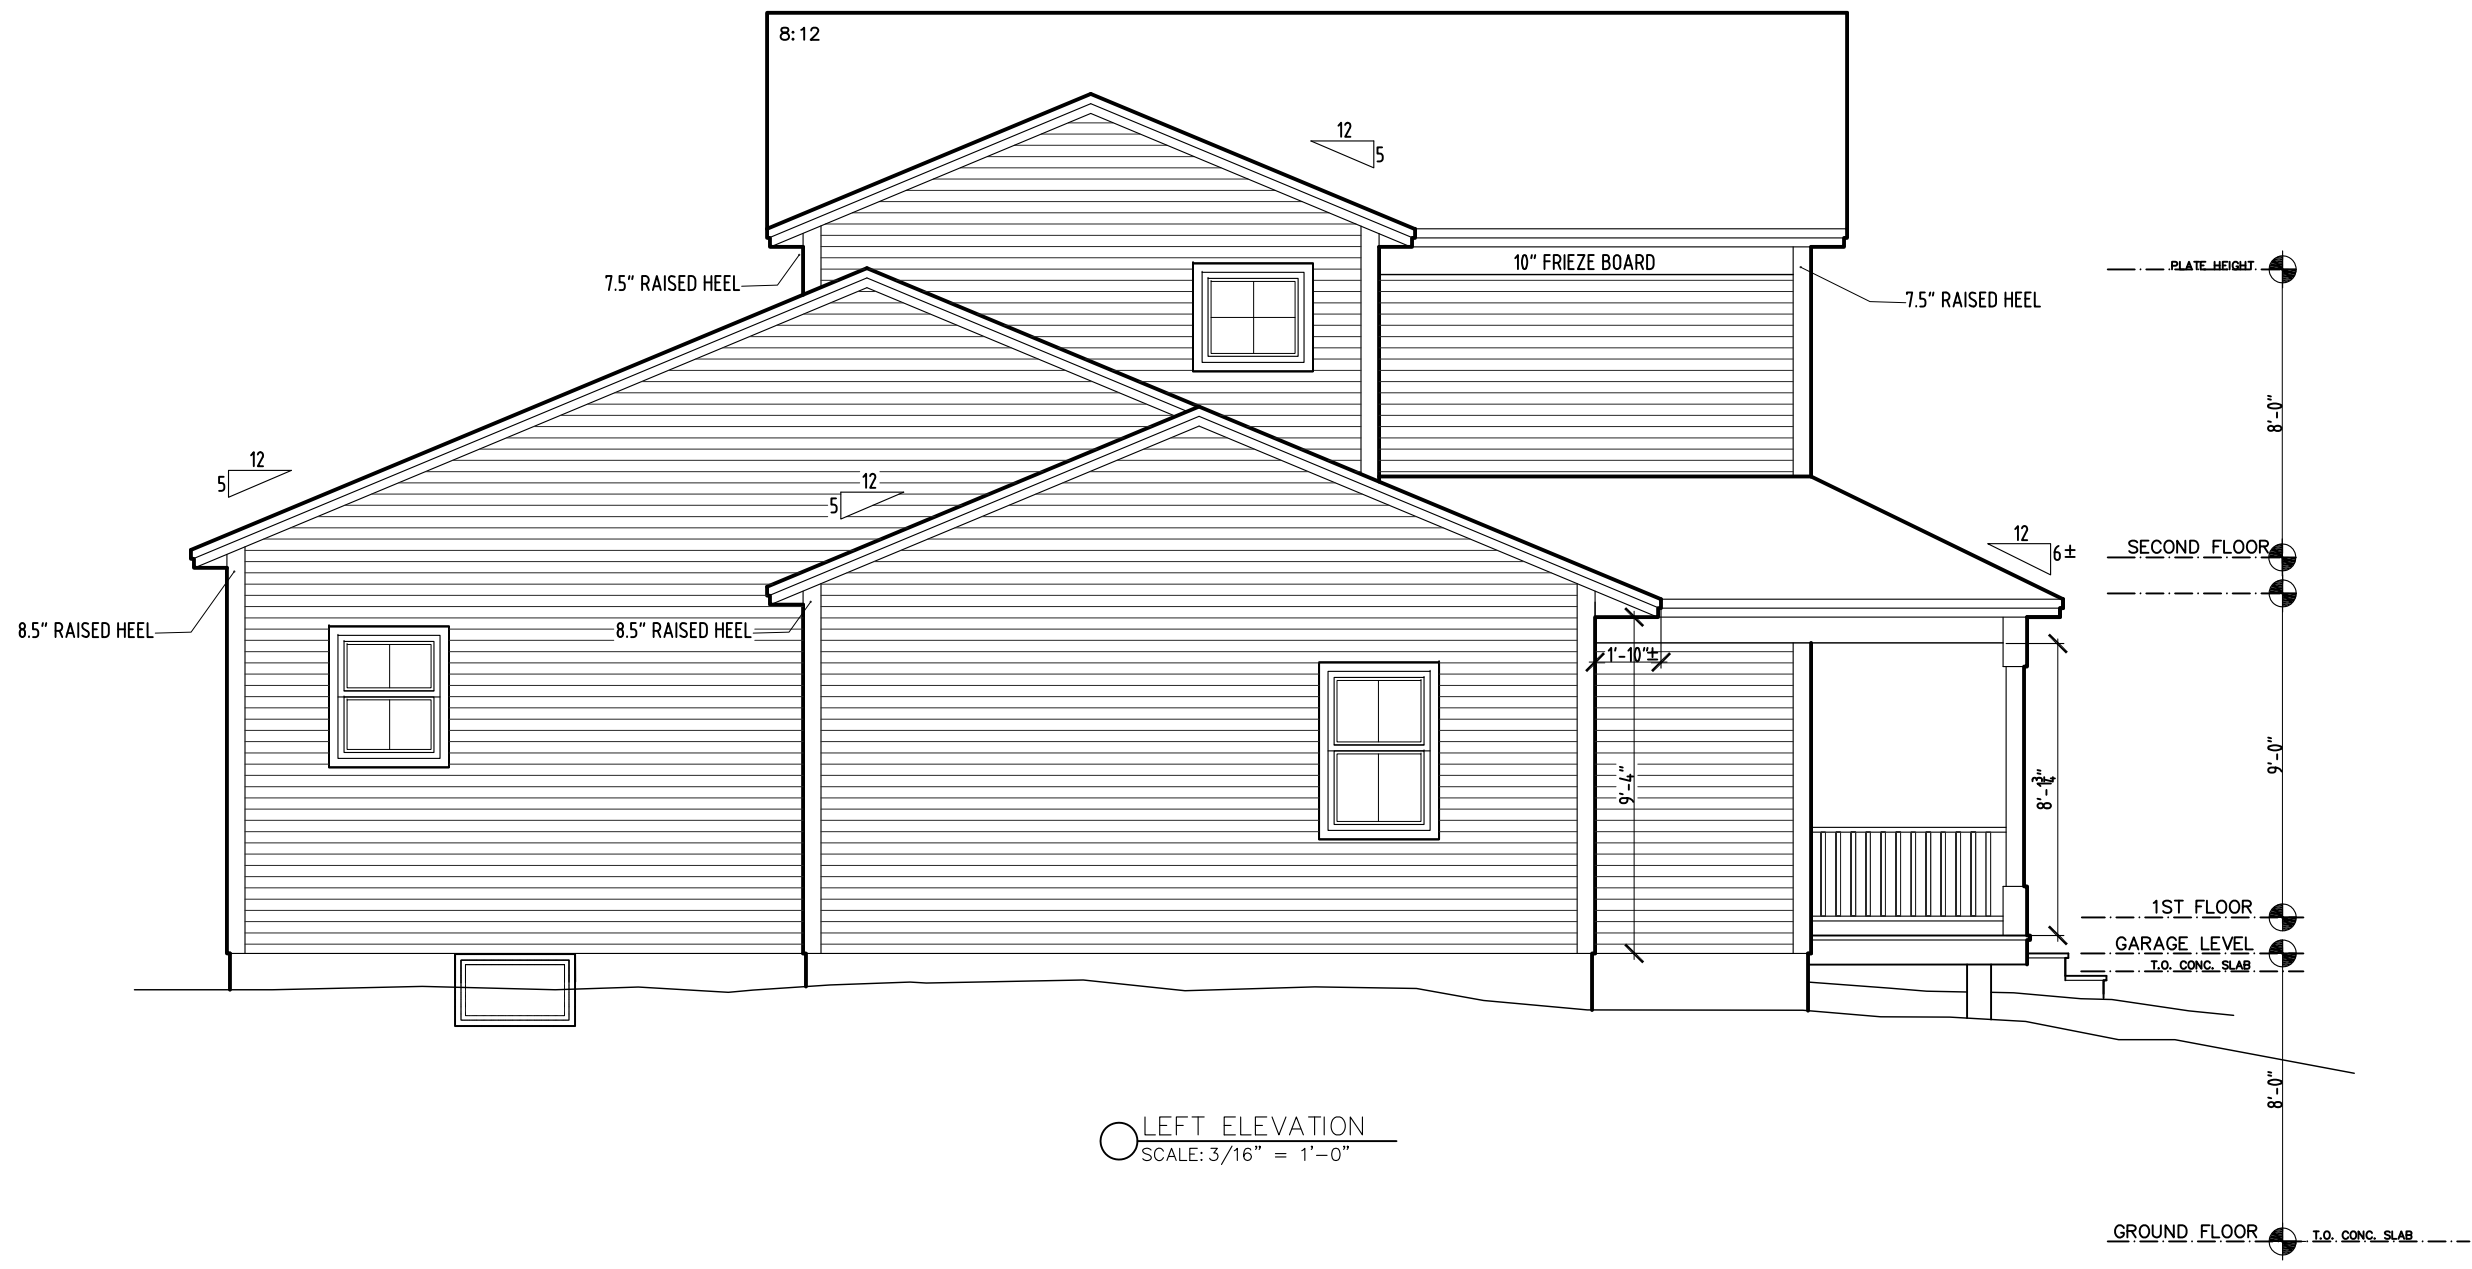 8:12
12
5
10" FRIEZE BOARD
PLATE HEIGHT
7.5" RAISED HEEL
7.5" RAISED HEEL
8'-0"
12
5
12
5
12
6±
SECOND FLOOR
8.5" RAISED HEEL
8.5" RAISED HEEL
1'-10"±
9'-4"
8'-1¾"
9'-0"
1ST FLOOR
GARAGE LEVEL
T.O. CONC. SLAB
8'-0"
LEFT ELEVATION
SCALE: 3/16" = 1'-0"
GROUND FLOOR
T.O. CONC. SLAB